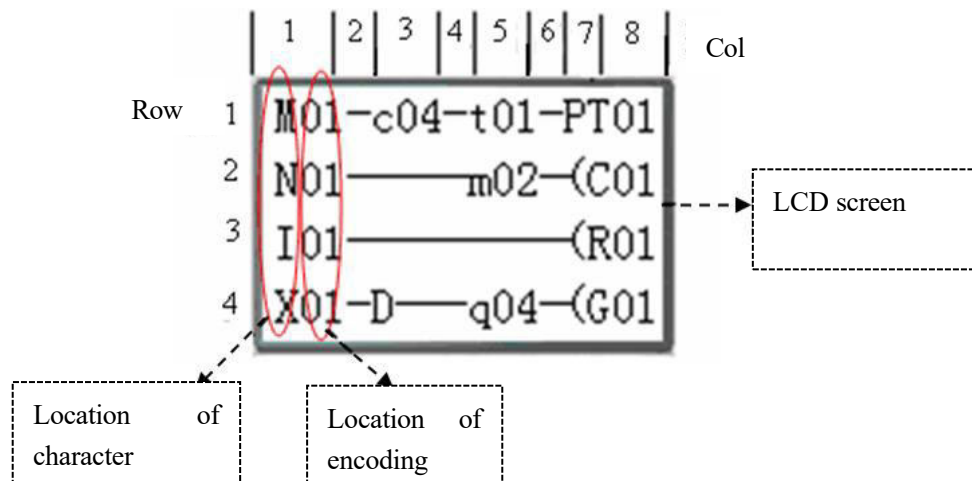 1 2 3 4 5 6 7 8
Col
Row
1 M01-c04-t01-PT01
2 N01———m02-(C01
3 I01——————(R01
4 X01-D——q04-(G01
LCD screen
Location of
character
Location of
encoding